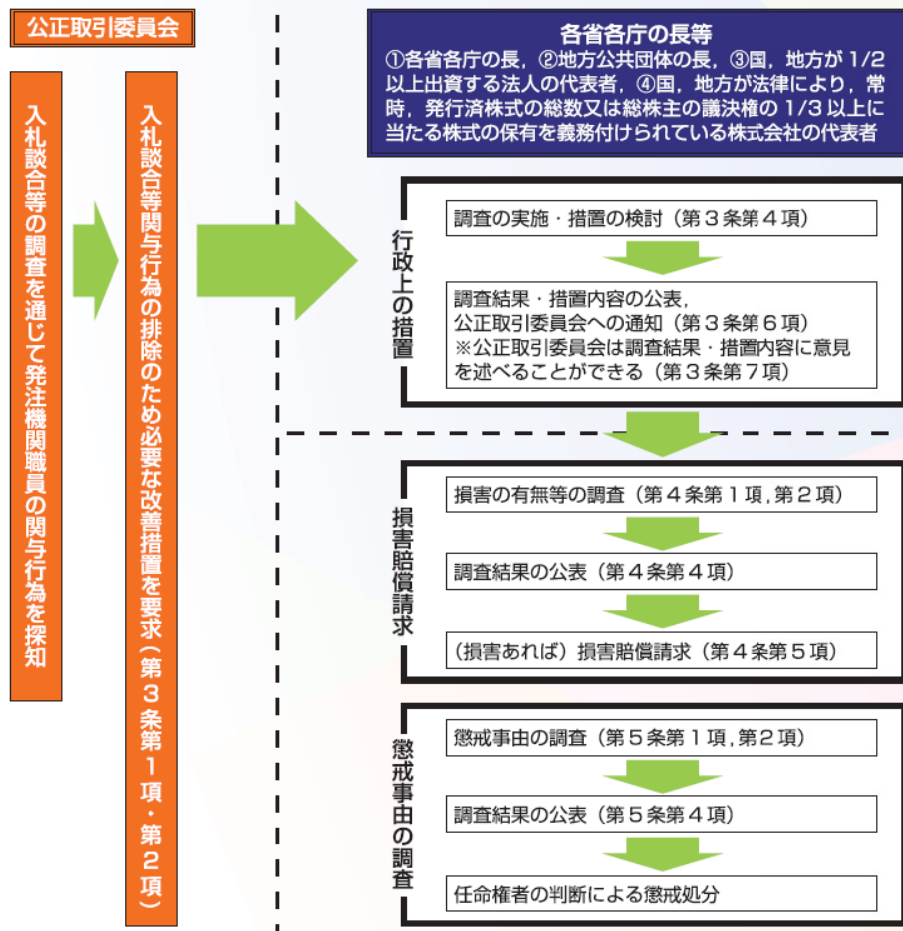 公正取引委員会
入札談合等の調査を通じて発注機関職員の関与行為を探知
入札談合等関与行為の排除のため必要な改善措置を要求（第３条第１項・第２項）
各省各庁の長等
①各省各庁の長，②地方公共団体の長，③国，地方が 1/2
以上出資する法人の代表者，④国，地方が法律により，常
時，発行済株式の総数又は総株主の議決権の 1/3 以上に
当たる株式の保有を義務付けられている株式会社の代表者
行政上の措置
調査の実施・措置の検討（第３条第４項）
調査結果・措置内容の公表，
公正取引委員会への通知（第３条第６項）
※公正取引委員会は調査結果・措置内容に意見
を述べることができる（第３条第７項）
損害賠償請求
損害の有無等の調査（第４条第１項，第２項）
調査結果の公表（第４条第４項）
（損害あれば）損害賠償請求（第４条第５項）
懲戒事由の調査
懲戒事由の調査（第５条第１項，第２項）
調査結果の公表（第５条第４項）
任命権者の判断による懲戒処分